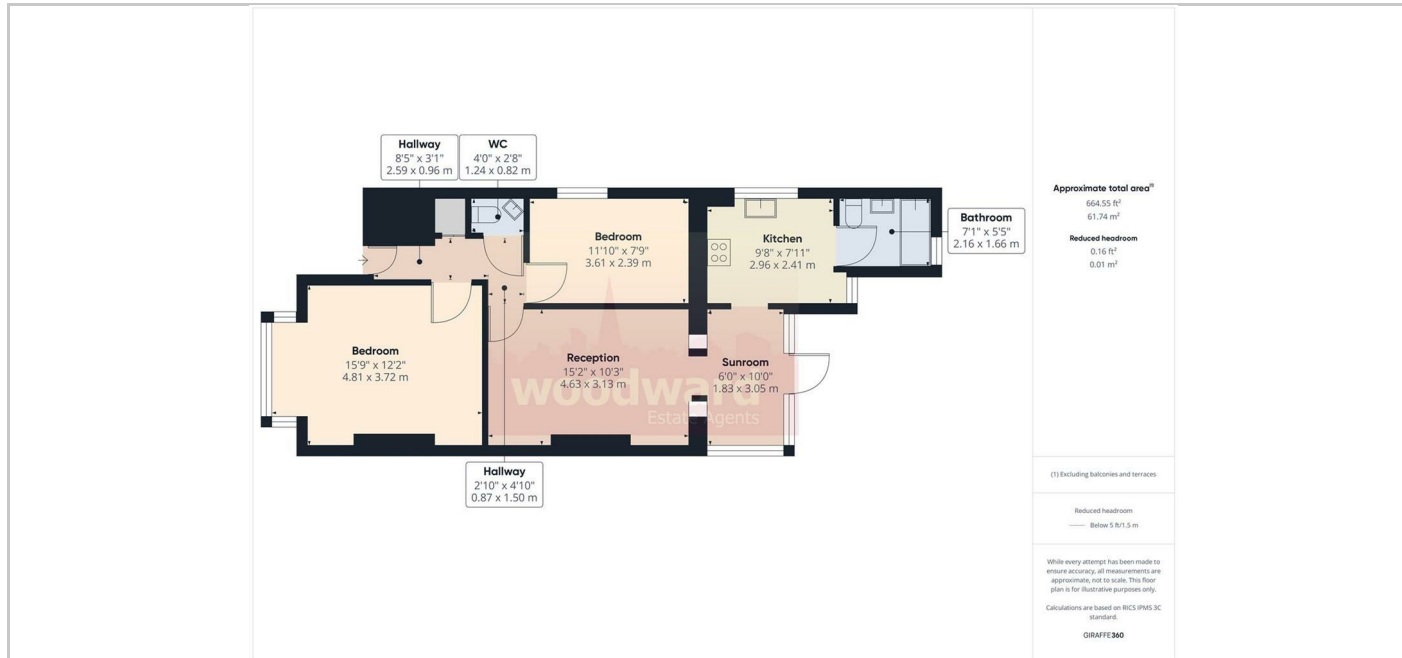 Hallway
8'5" x 3'1"
2.59 x 0.96 m
WC
4'0" x 2'8"
1.24 x 0.82 m
Bedroom
11'10" x 7'9"
3.61 x 2.39 m
Kitchen
9'8" x 7'11"
2.96 x 2.41 m
Bathroom
7'1" x 5'5"
2.16 x 1.66 m
Bedroom
15'9" x 12'2"
4.81 x 3.72 m
Reception
15'2" x 10'3"
4.63 x 3.13 m
Sunroom
6'0" x 10'0"
1.83 x 3.05 m
woodward
Estate Agents
Hallway
2'10" x 4'10"
0.87 x 1.50 m
Approximate total area(1)
664.55 ft²
61.74 m²
Reduced headroom
0.16 ft²
0.01 m²
(1) Excluding balconies and terraces
Reduced headroom
Below 5 ft/1.5 m
While every attempt has been made to
ensure accuracy, all measurements are
approximate, not to scale. This floor
plan is for illustrative purposes only.
Calculations are based on RICS IPMS 3C
standard.
GIRAFFE360